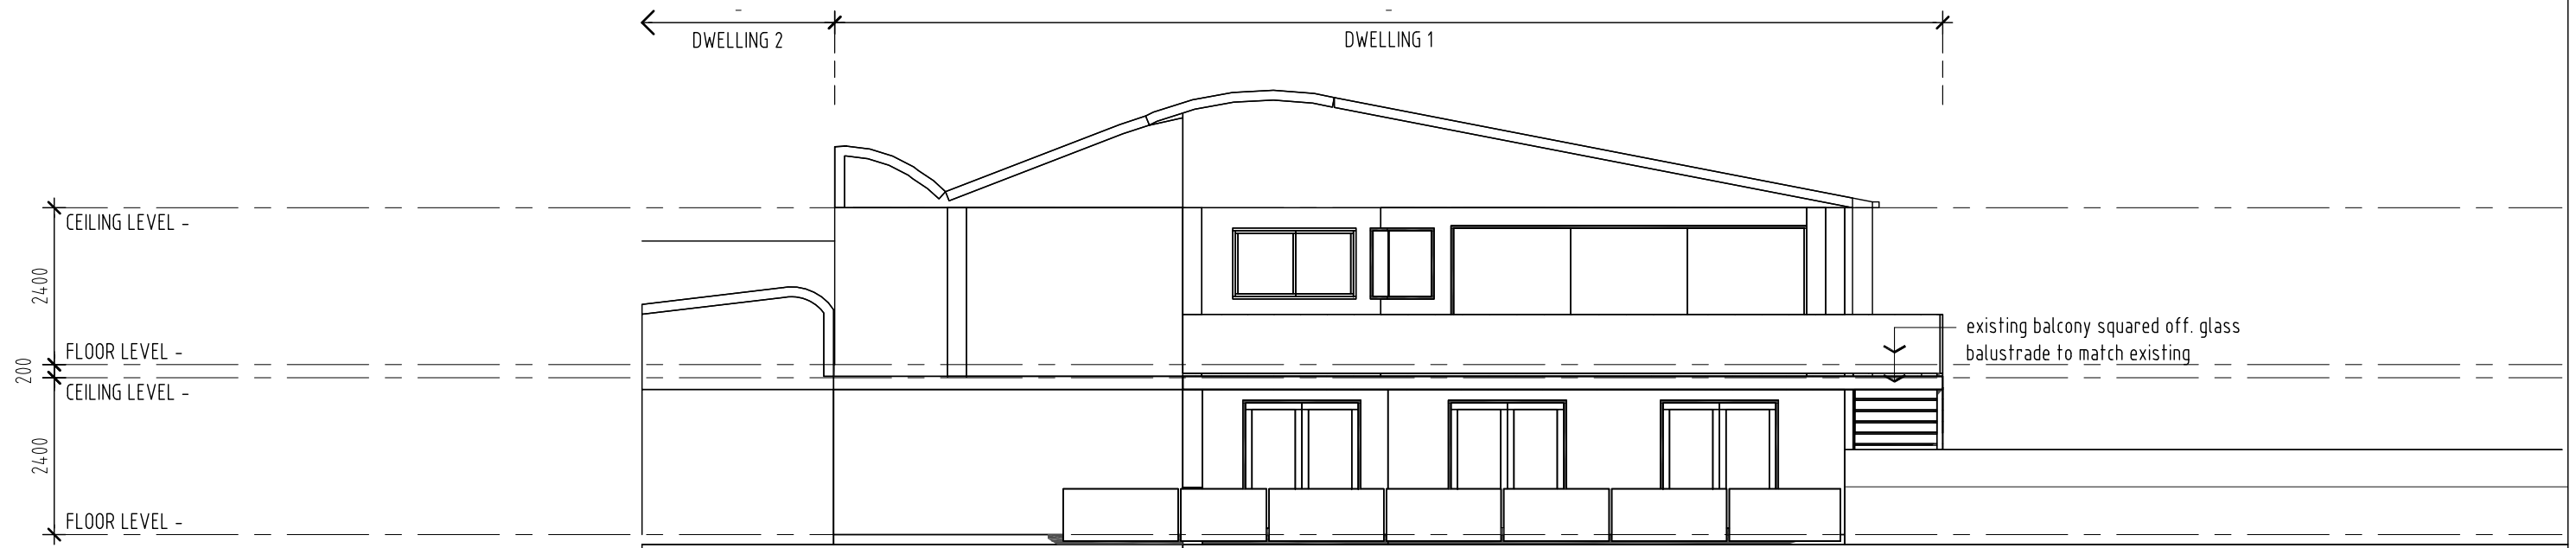 DWELLING 2
DWELLING 1
CEILING LEVEL -
2400
existing balcony squared off. glass
balustrade to match existing
FLOOR LEVEL -
200
CEILING LEVEL -
2400
FLOOR LEVEL -